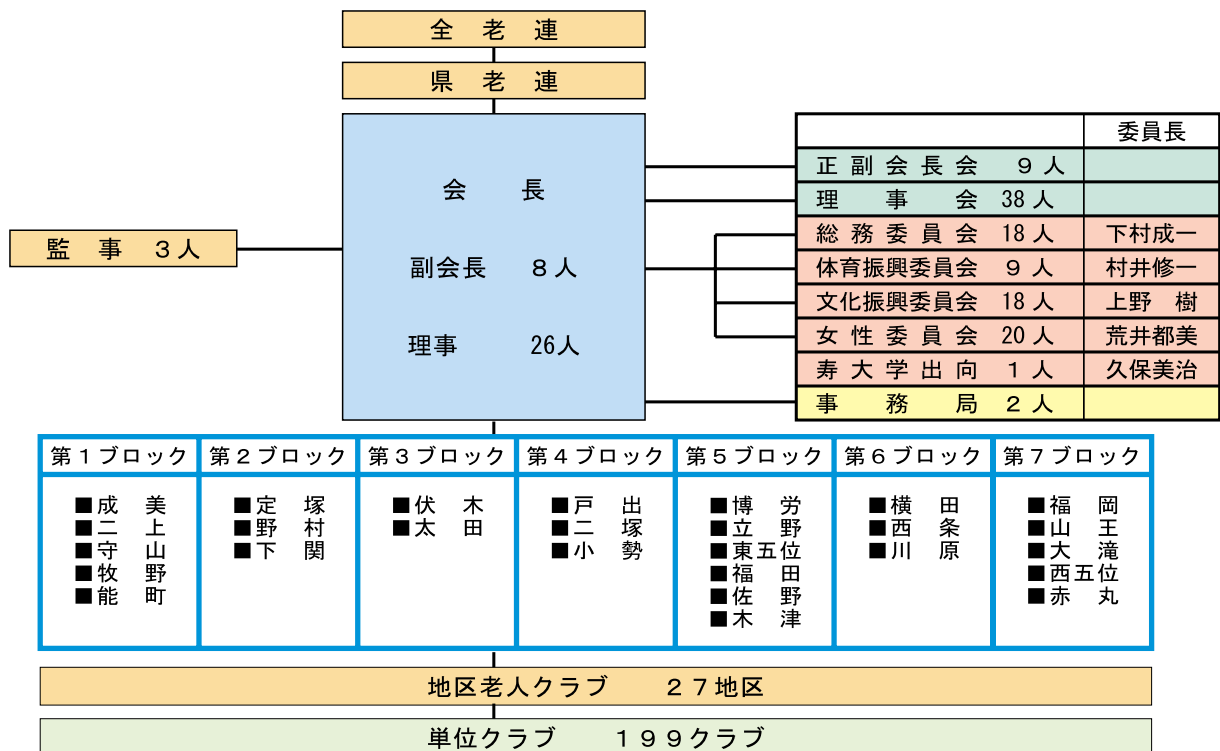 全 老 連
県 老 連
会 長
副会長 8人
理事 26人
監 事 3人
委員長
正 副 会 長 会 9 人
理 事 会 38 人
総 務 委 員 会 18 人 下村成一
体育振興委員会 9 人 村井修一
文化振興委員会 18 人 上野 樹
女 性 委 員 会 20 人 荒井都美
寿 大 学 出 向 1 人 久保美治
事 務 局 2 人
第1ブロック
■成 美
■二 上
■守 山
■牧 野
■能 町
第2ブロック
■定 塚
■野 村
■下 関
第3ブロック
■伏 木
■太 田
第4ブロック
■戸 出
■二 塚
■小 勢
第5ブロック
■博 労
■立 野
■東五位
■福 田
■佐 野
■木 津
第6ブロック
■横 田
■西 条
■川 原
第7ブロック
■福 岡
■山 王
■大 滝
■西五位
■赤 丸
地区老人クラブ 27地区
単位クラブ 199クラブ